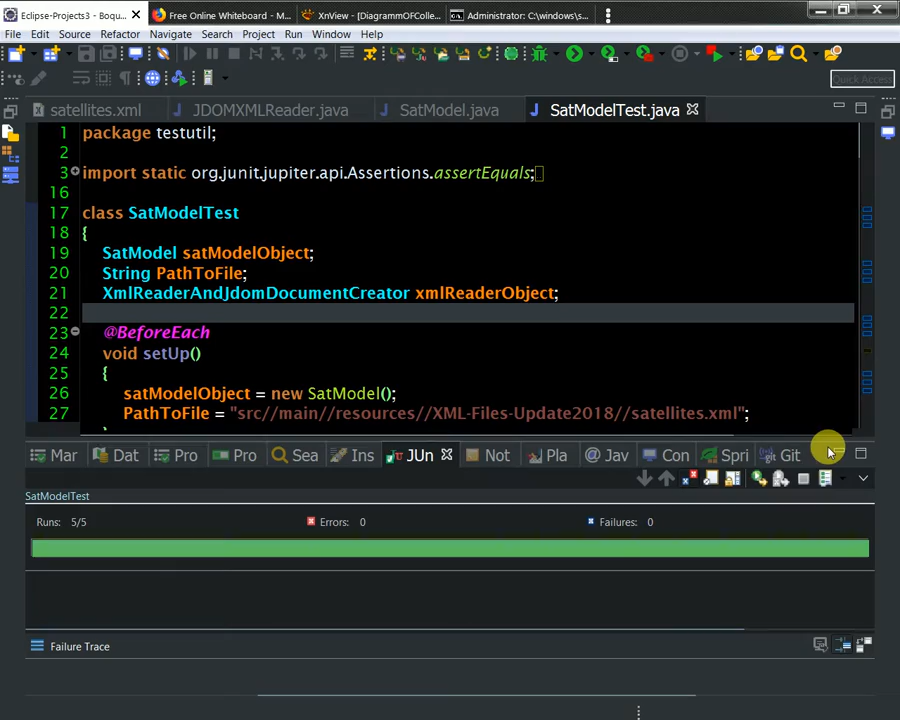 Eclipse-Projects3 - Boqu...
Free Online Whiteboard - M...
XnView - [DiagrammOFColle...
Administrator: C:\windows\s...
File Edit Source Refactor Navigate Search Project Run Window Help
Quick Access
satellites.xml
JDOMXMLReader.java
SatModel.java
SatModelTest.java
1 package testutil;
2
3 import static org.junit.jupiter.api.Assertions.assertEquals;
16
17 class SatModelTest
18 {
19 SatModel satModelObject;
20 String PathToFile;
21 XmlReaderAndJdomDocumentCreator xmlReaderObject;
22
23 @BeforeEach
24 void setUp()
25 {
26 satModelObject = new SatModel();
27 PathToFile = "src//main//resources//XML-Files-Update2018//satellites.xml";
Mar Dat Pro Pro Sea Ins JUn Not Pla Jav Con Spri Git
SatModelTest
Runs: 5/5 Errors: 0 Failures: 0
Failure Trace